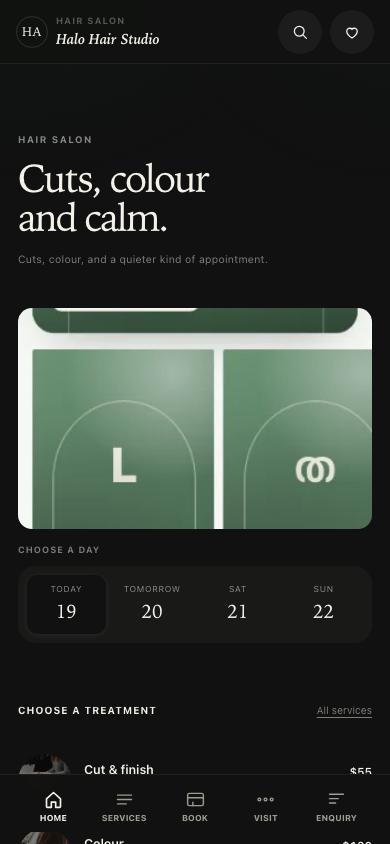 HA
HAIR SALON
Halo Hair Studio
HAIR SALON
Cuts, colour
and calm.
Cuts, colour, and a quieter kind of appointment.
L
CHOOSE A DAY
TODAY TOMORROW SAT SUN
19 20 21 22
CHOOSE A TREATMENT All services
Cut & finish $55
HOME SERVICES BOOK VISIT ENQUIRY
Colour